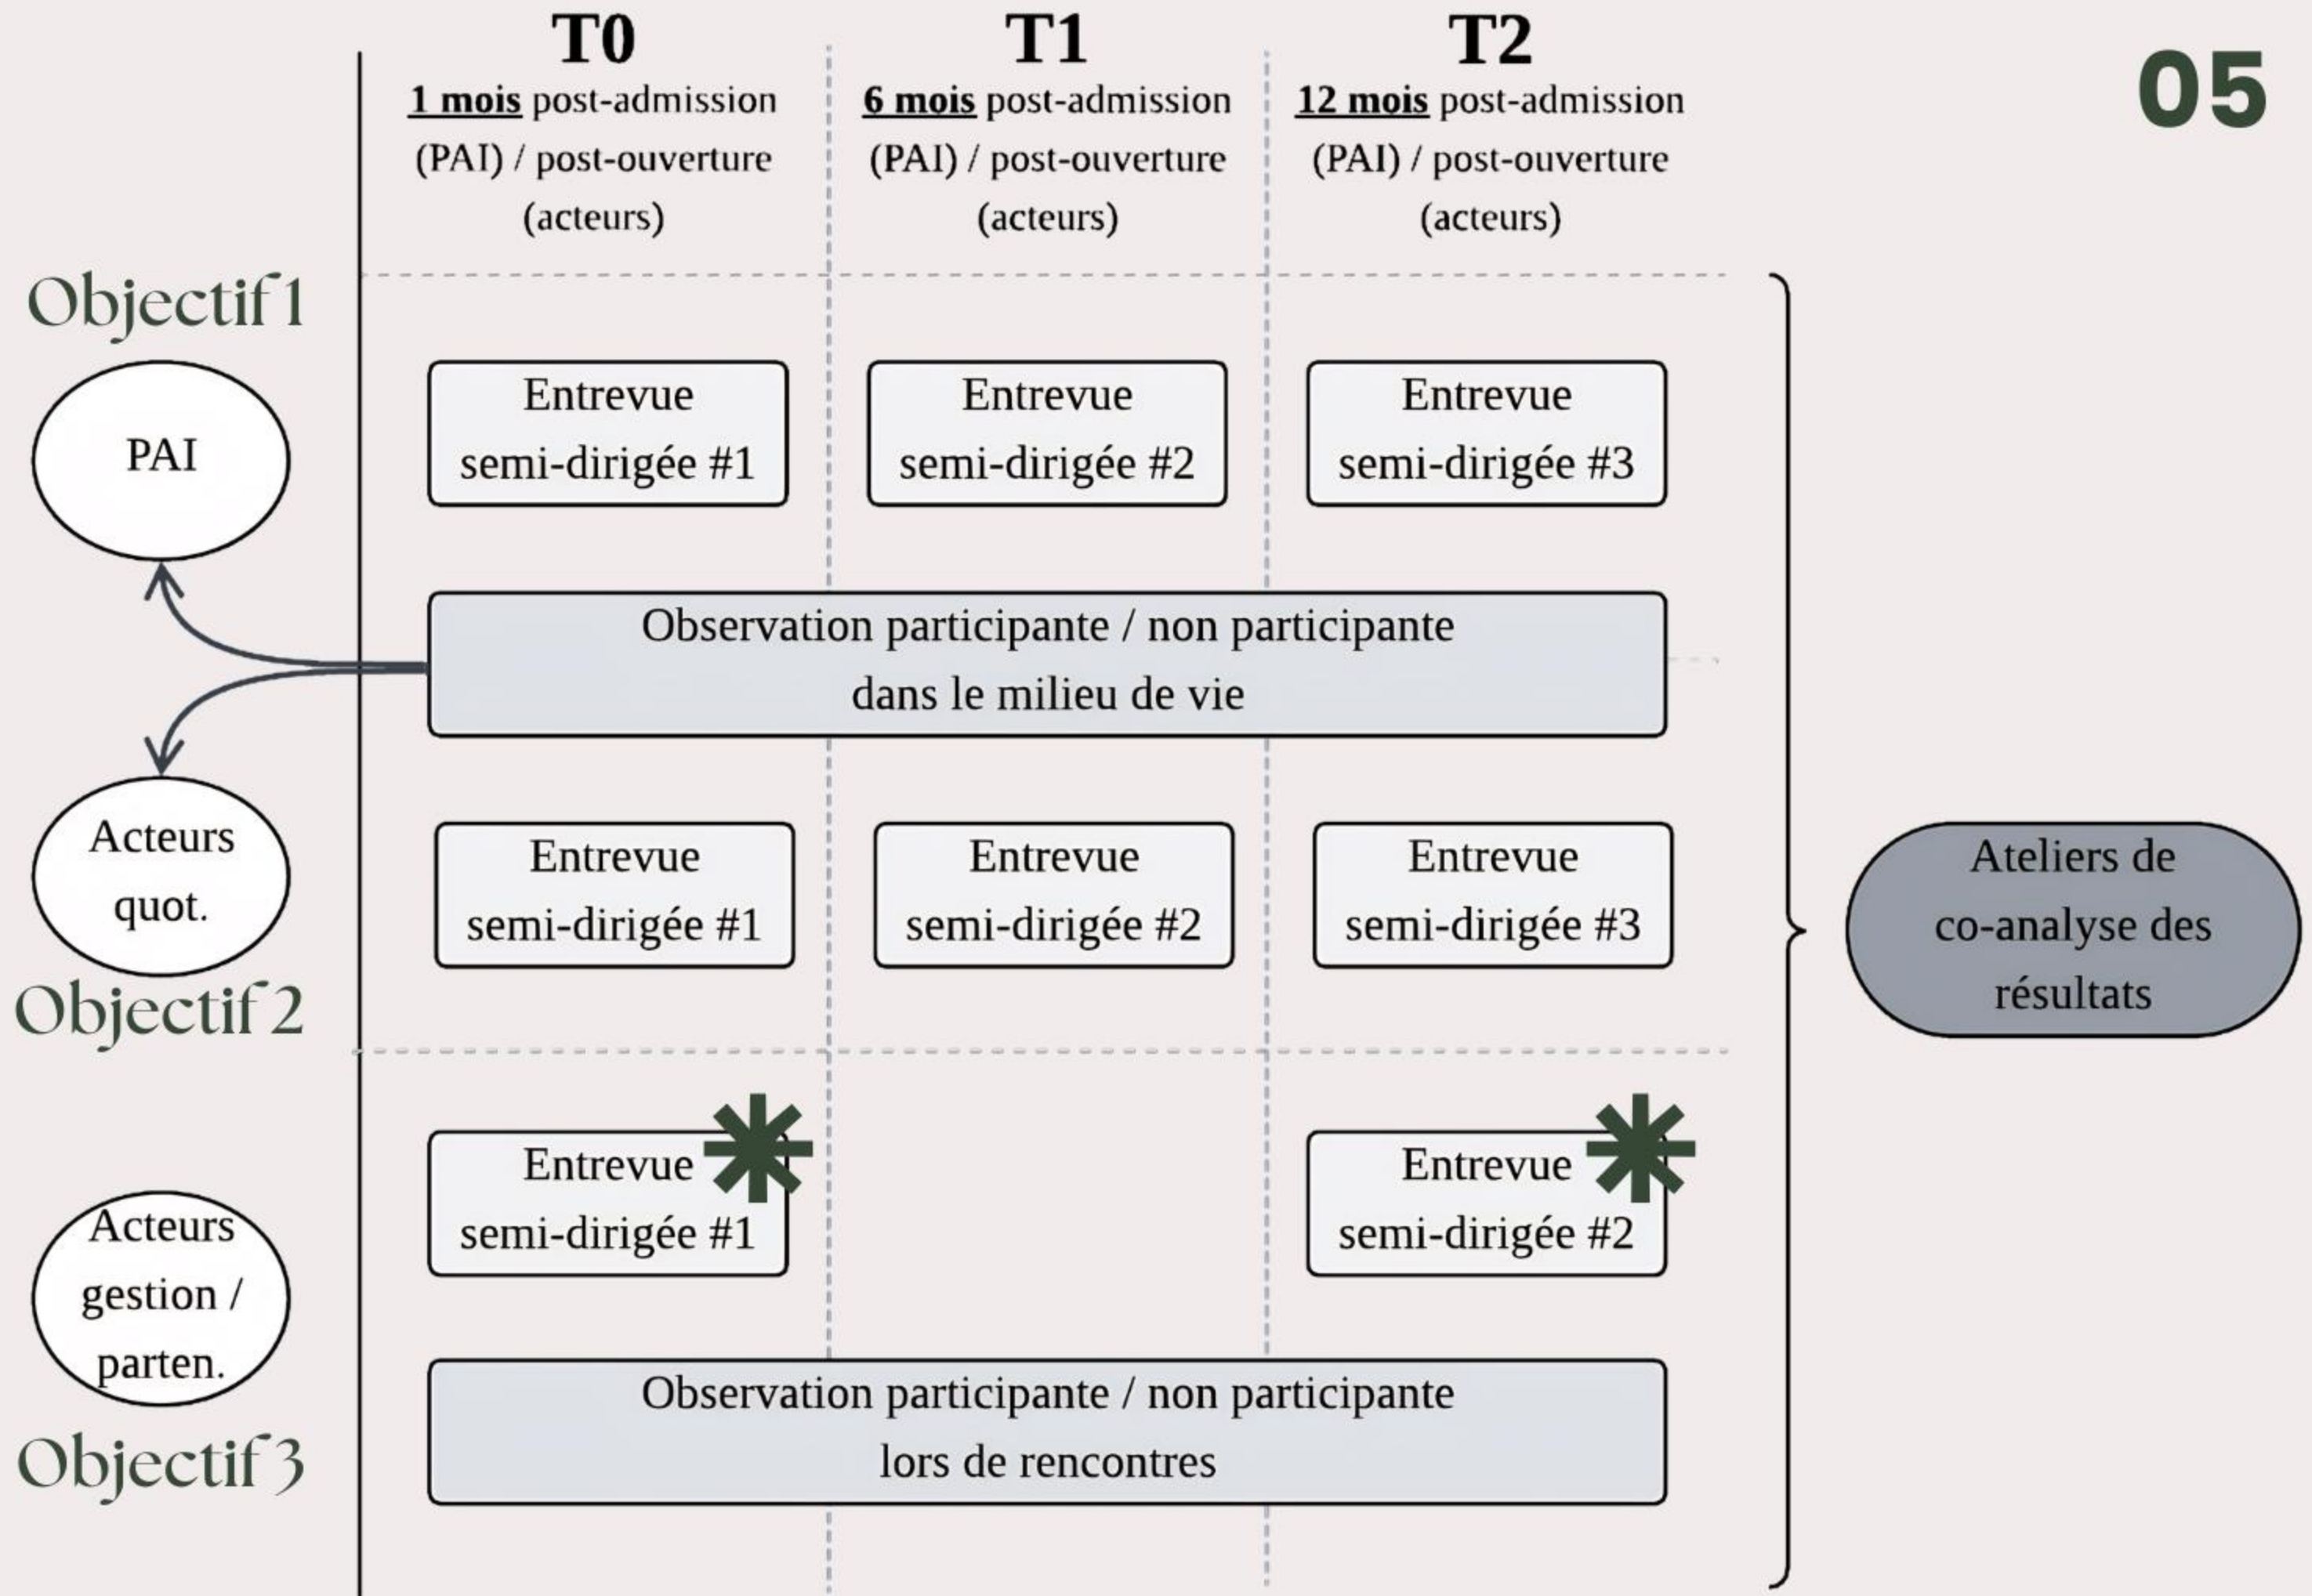 T0
1 mois post-admission
(PAI) / post-ouverture
(acteurs)
T1
6 mois post-admission
(PAI) / post-ouverture
(acteurs)
T2
12 mois post-admission
(PAI) / post-ouverture
(acteurs)
05
Objectif 1
PAI
Entrevue
semi-dirigée #1
Entrevue
semi-dirigée #2
Entrevue
semi-dirigée #3
Observation participante / non participante
dans le milieu de vie
Acteurs
quot.
Objectif 2
Entrevue
semi-dirigée #1
Entrevue
semi-dirigée #2
Entrevue
semi-dirigée #3
Ateliers de
co-analyse des
résultats
Acteurs
gestion /
parten.
Objectif 3
Entrevue
semi-dirigée #1
Entrevue
semi-dirigée #2
Observation participante / non participante
lors de rencontres